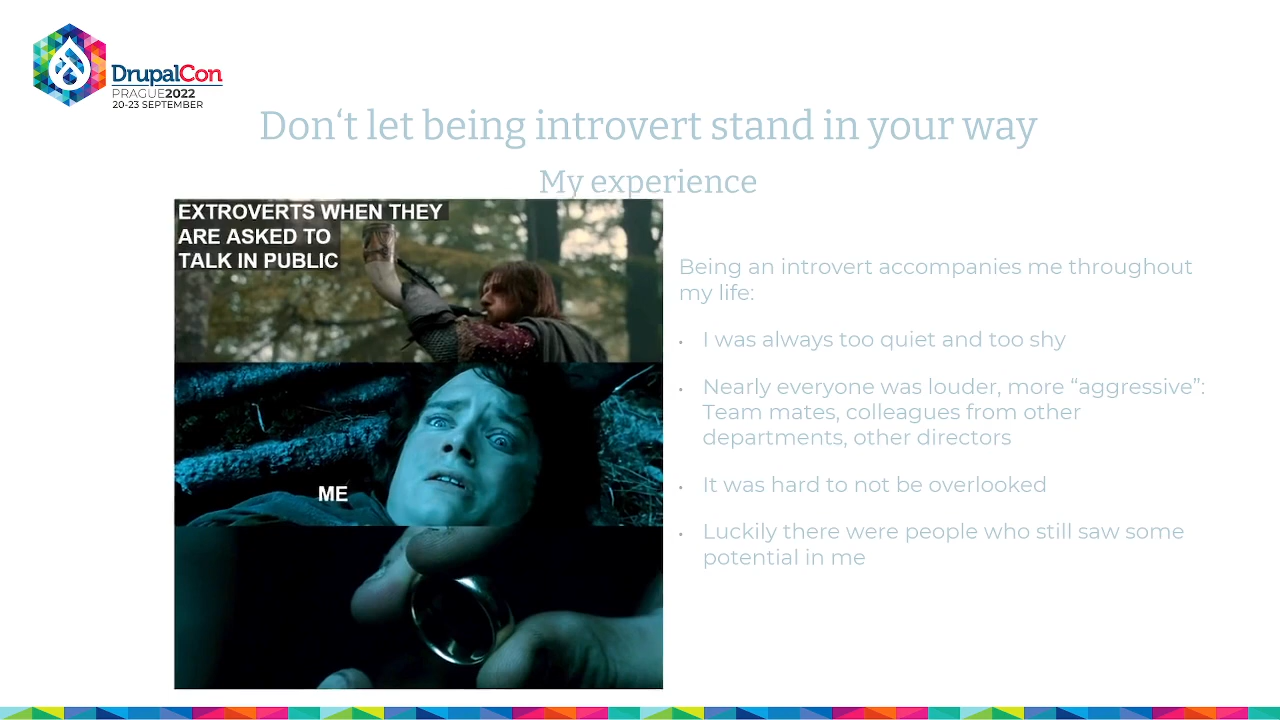 DrupalCon
PRAGUE2022
20-23 SEPTEMBER
Don‘t let being introvert stand in your way
My experience
EXTROVERTS WHEN THEY
ARE ASKED TO
TALK IN PUBLIC
ME
Being an introvert accompanies me throughout
my life:
• I was always too quiet and too shy
• Nearly everyone was louder, more “aggressive”:
Team mates, colleagues from other
departments, other directors
• It was hard to not be overlooked
• Luckily there were people who still saw some
potential in me